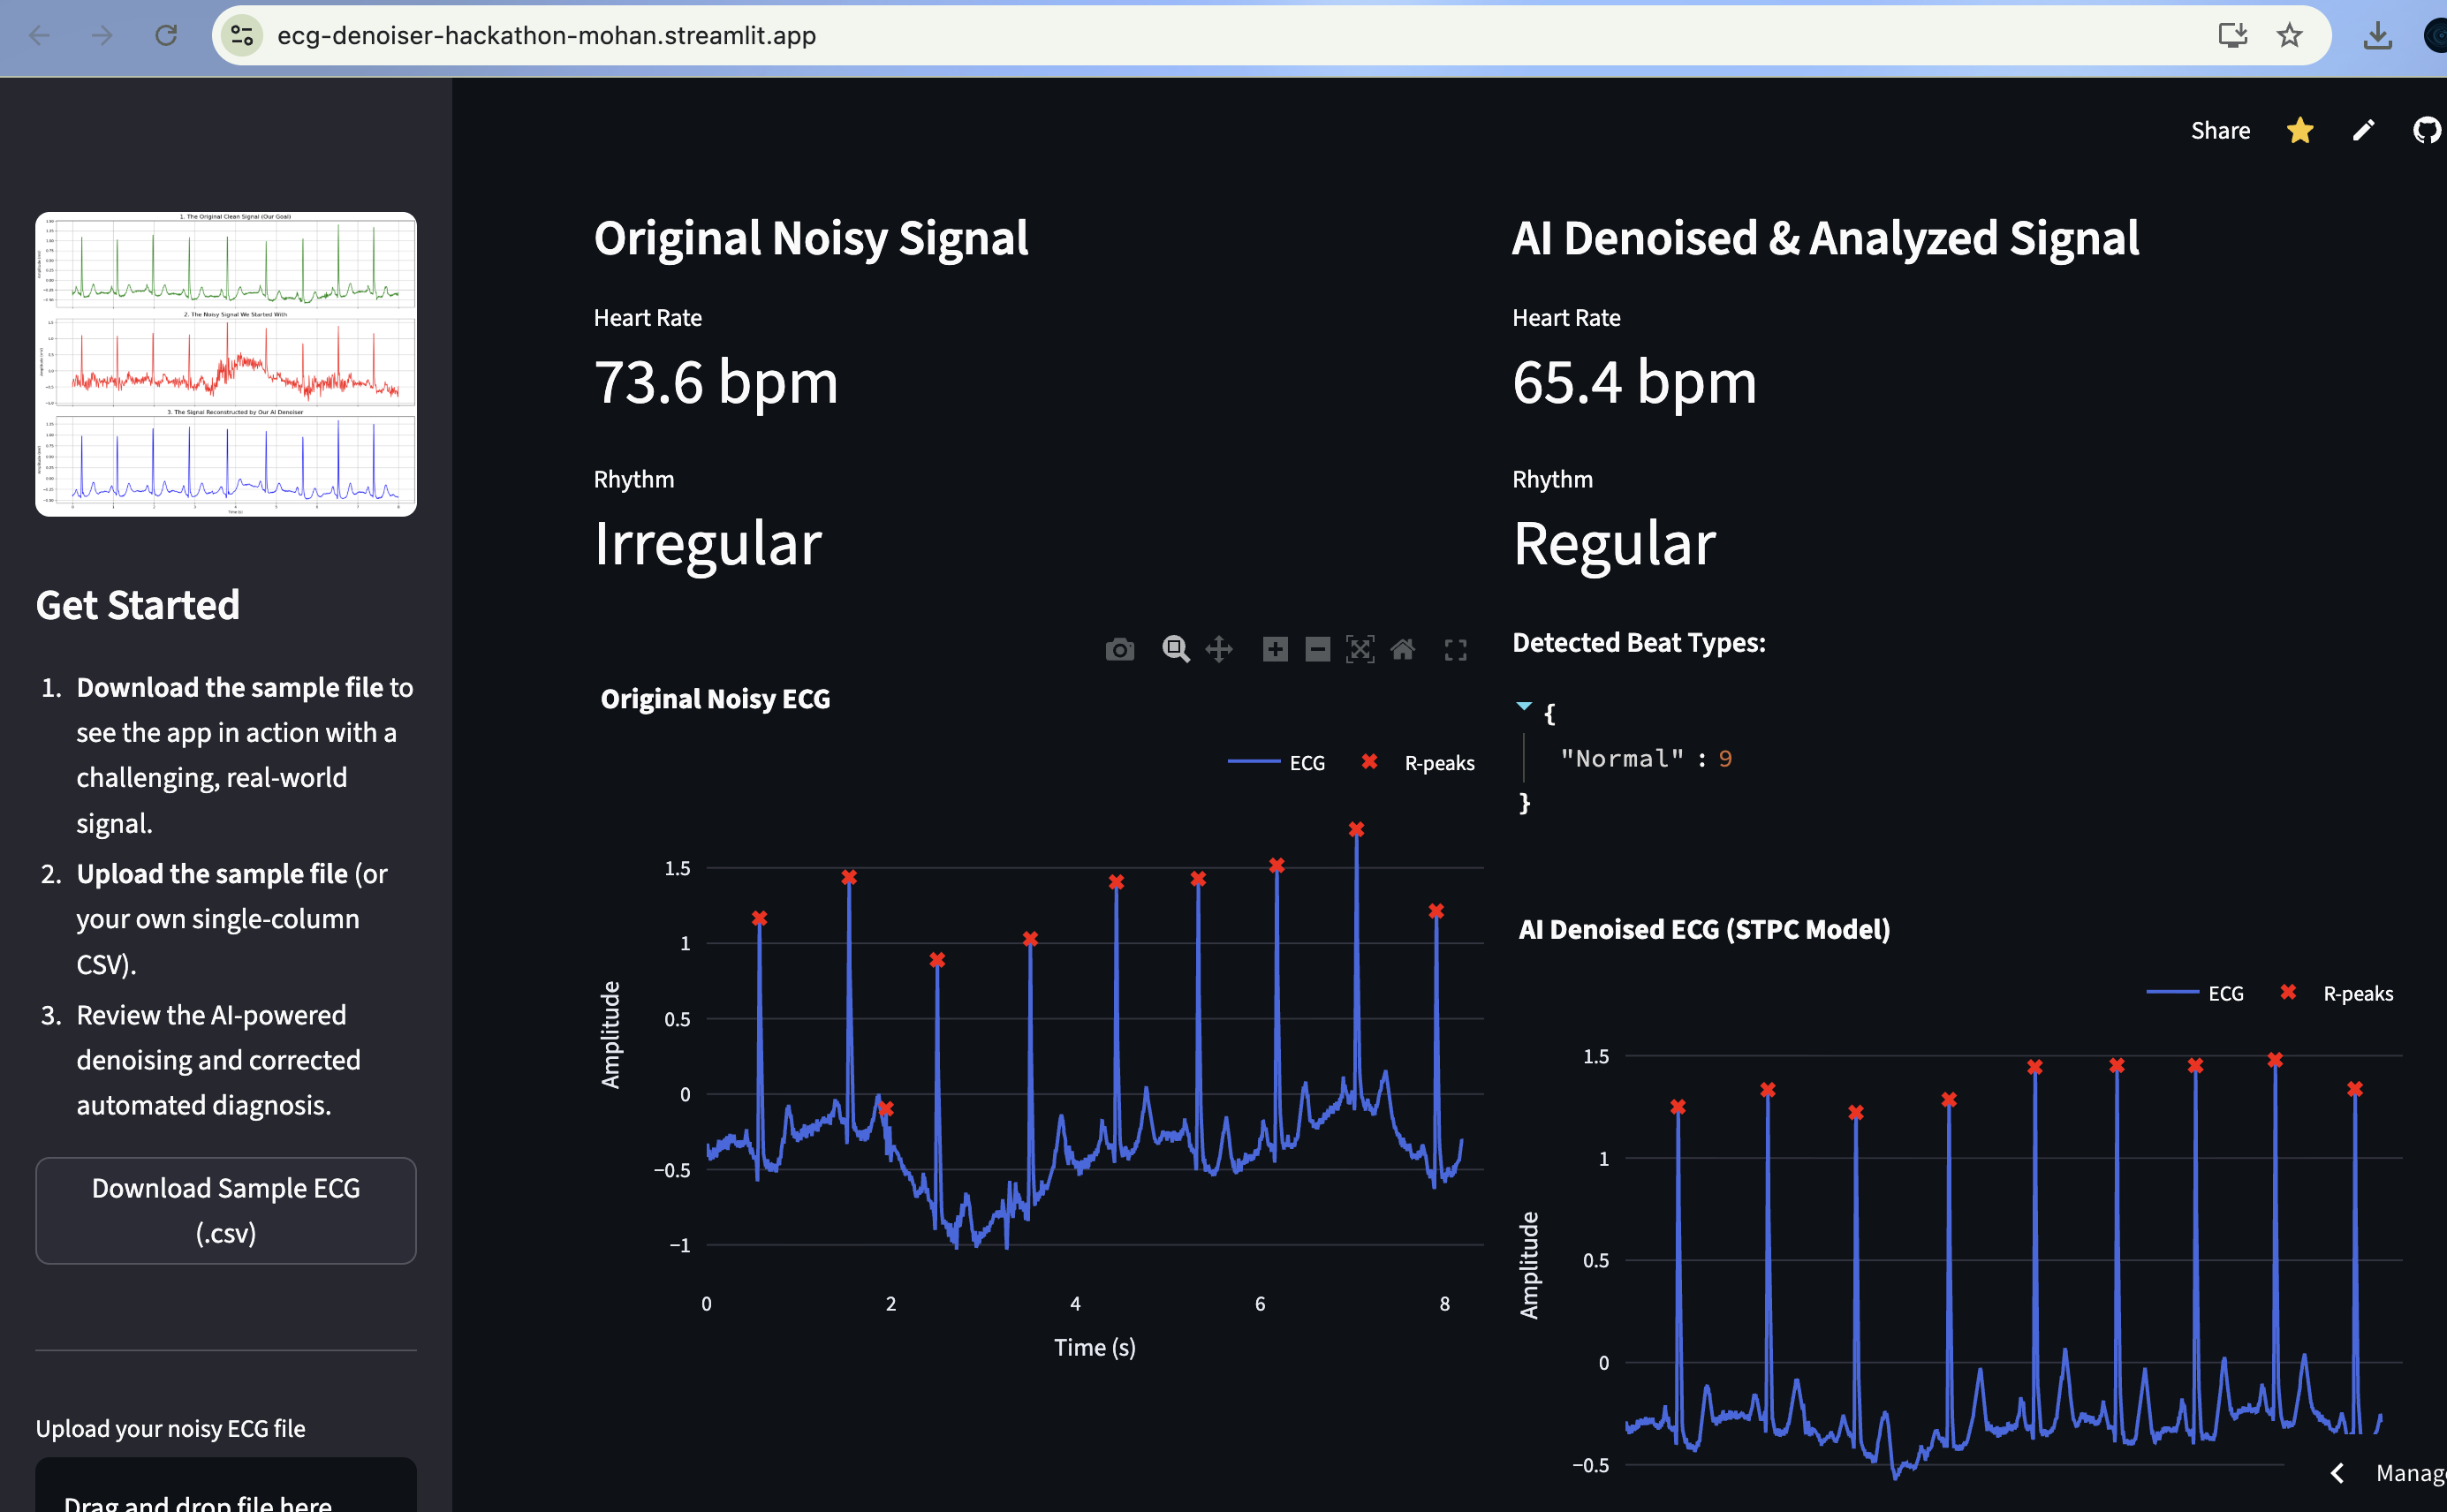 ecg-denoiser-hackathon-mohan.streamlit.app
Share
1. The Original Clean Signal (Our Goal)
2. The Noisy Signal We Started With
3. The Signal Reconstructed by Our AI Denoiser
Time (s)
Get Started
1. Download the sample file to
see the app in action with a
challenging, real-world
signal.
2. Upload the sample file (or
your own single-column
CSV).
3. Review the AI-powered
denoising and corrected
automated diagnosis.
Download Sample ECG
(.csv)
Upload your noisy ECG file
Drag and drop file here
Original Noisy Signal
Heart Rate
73.6 bpm
Rhythm
Irregular
Original Noisy ECG
ECG
R-peaks
1.5
1
0.5
0
−0.5
−1
Amplitude
0
2
4
6
8
Time (s)
AI Denoised & Analyzed Signal
Heart Rate
65.4 bpm
Rhythm
Regular
Detected Beat Types:
{
"Normal" : 9
}
AI Denoised ECG (STPC Model)
ECG
R-peaks
1.5
1
0.5
0
−0.5
Amplitude
Manag